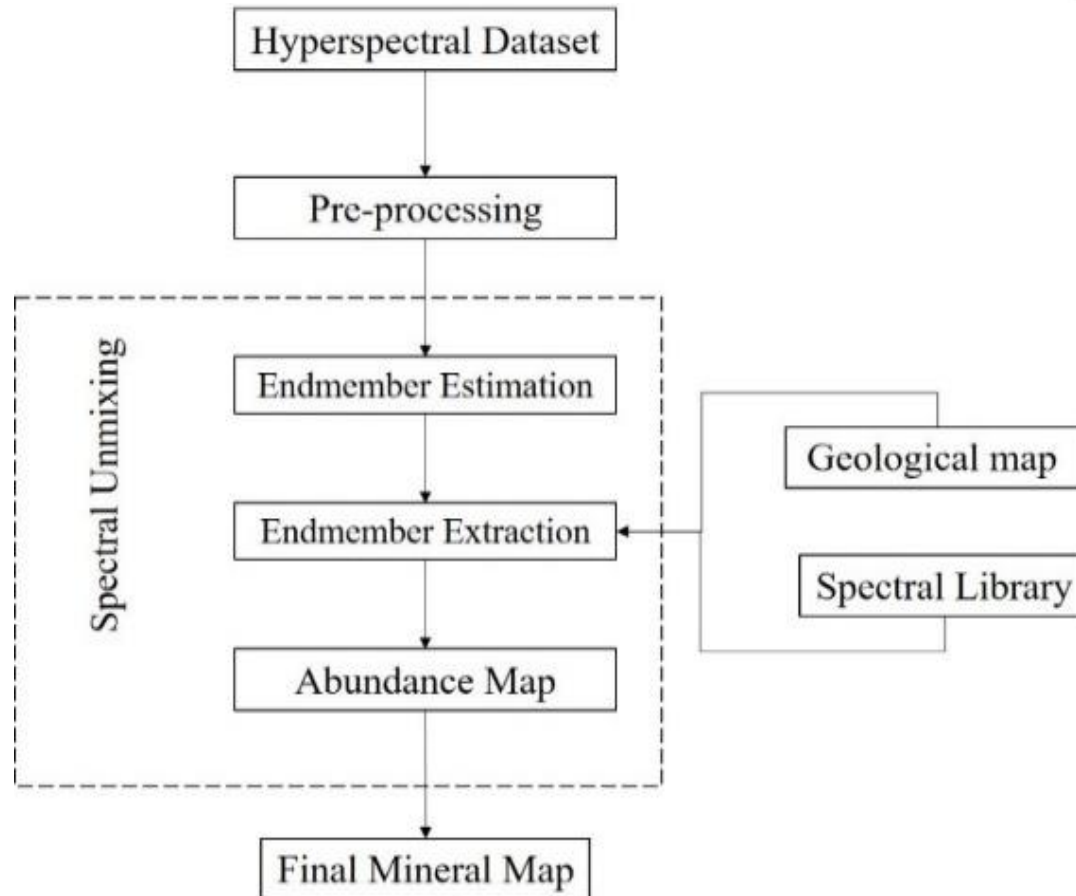 Hyperspectral Dataset
Pre-processing
Spectral Unmixing
Endmember Estimation
Endmember Extraction
Abundance Map
Geological map
Spectral Library
Final Mineral Map